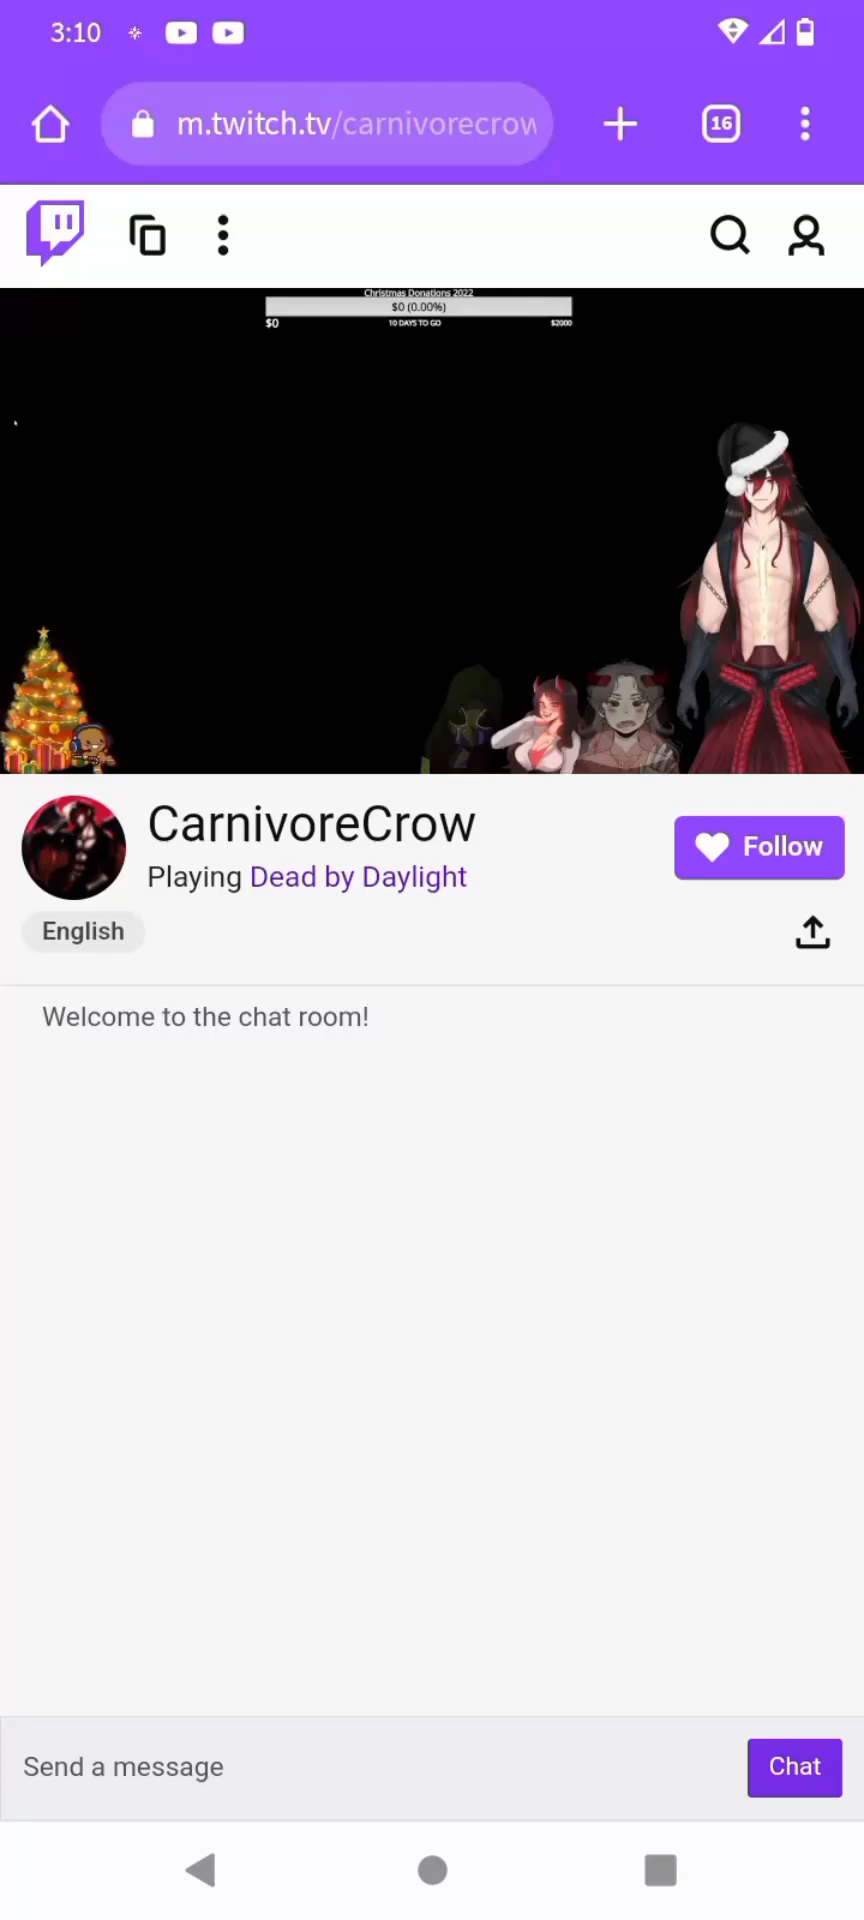 3:10
m.twitch.tv/carnivorecrow
16
Christmas Donations 2022
$0 (0.00%)
$0 10 DAYS TO GO $2000
CarnivoreCrow
Follow
Playing Dead by Daylight
English
Welcome to the chat room!
Send a message
Chat